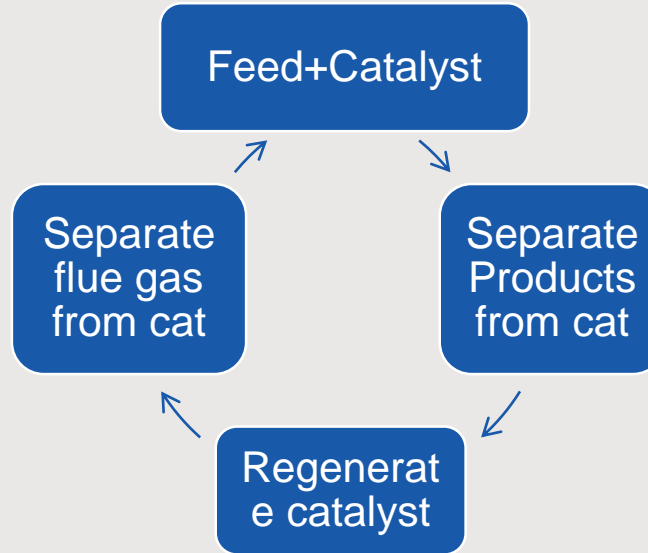 Feed+Catalyst
Separate
Products
from cat
Regenerat
e catalyst
Separate
flue gas
from cat